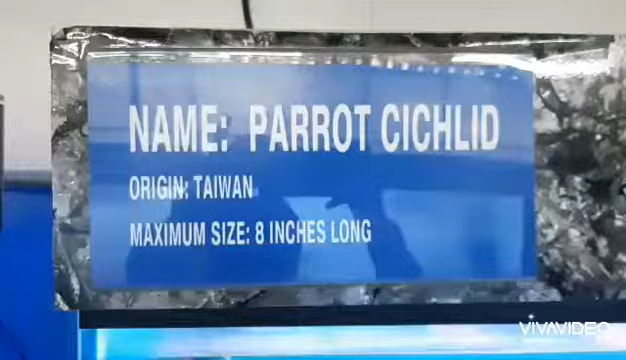 NAME: PARROT CICHLID
ORIGIN: TAIWAN
MAXIMUM SIZE: 8 INCHES LONG
VIVAVIDEO